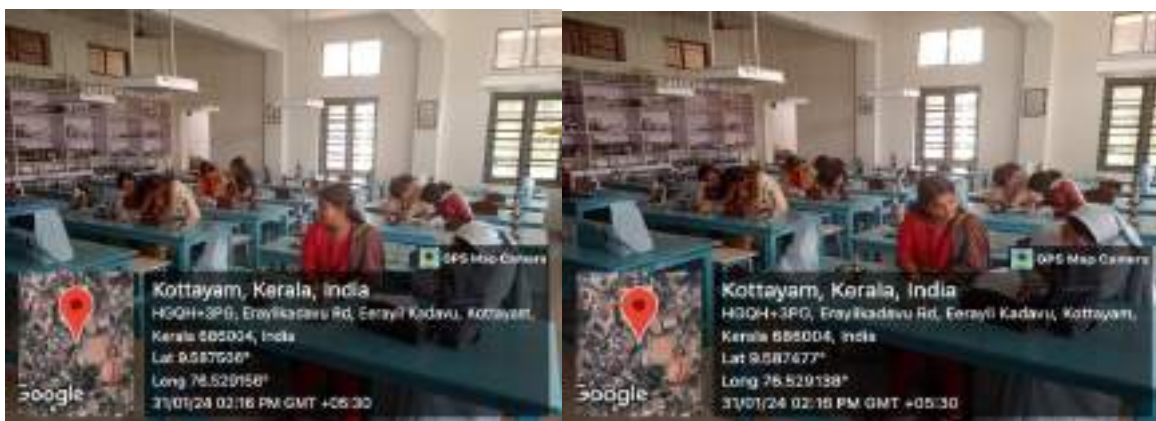 GPS Map Camera
Kottayam, Kerala, India
HGQH+3PG, Erayilkadavu Rd, Eerayil Kadavu, Kottayam,
Kerala 686004, India
Lat 9.587506°
Long 76.529156°
31/01/24 02:16 PM GMT +05:30
Google
GPS Map Camera
Kottayam, Kerala, India
HGQH+3PG, Erayilkadavu Rd, Eerayil Kadavu, Kottayam,
Kerala 686004, India
Lat 9.587477°
Long 76.529138°
31/01/24 02:16 PM GMT +05:30
Google